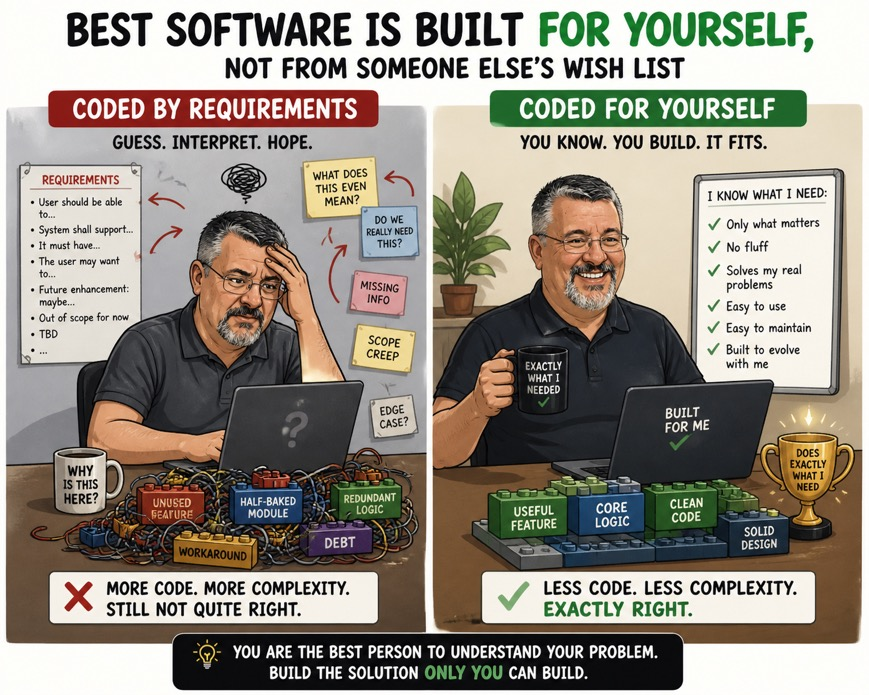 BEST SOFTWARE IS BUILT FOR YOURSELF,
NOT FROM SOMEONE ELSE'S WISH LIST
CODED BY REQUIREMENTS
GUESS. INTERPRET. HOPE.
REQUIREMENTS
• User should be able
to...
• System shall support...
• It must have...
• The user may want
to...
• Future enhancement:
maybe...
• Out of scope for now
• TBD
• ...
WHAT DOES
THIS EVEN
MEAN?
DO WE
REALLY NEED
THIS?
MISSING
INFO
SCOPE
CREEP
EDGE
CASE?
?
WHY
IS THIS
HERE?
UNUSED
FEATURE
HALF-BAKED
MODULE
REDUNDANT
LOGIC
WORKAROUND
DEBT
MORE CODE. MORE COMPLEXITY.
STILL NOT QUITE RIGHT.
CODED FOR YOURSELF
YOU KNOW. YOU BUILD. IT FITS.
I KNOW WHAT I NEED:
✓ Only what matters
✓ No fluff
✓ Solves my real
problems
✓ Easy to use
✓ Easy to maintain
✓ Built to evolve
with me
EXACTLY
WHAT I
NEEDED
BUILT
FOR ME
DOES
EXACTLY
WHAT I
NEED
USEFUL
FEATURE
CORE
LOGIC
CLEAN
CODE
SOLID
DESIGN
LESS CODE. LESS COMPLEXITY.
EXACTLY RIGHT.
YOU ARE THE BEST PERSON TO UNDERSTAND YOUR PROBLEM.
BUILD THE SOLUTION ONLY YOU CAN BUILD.